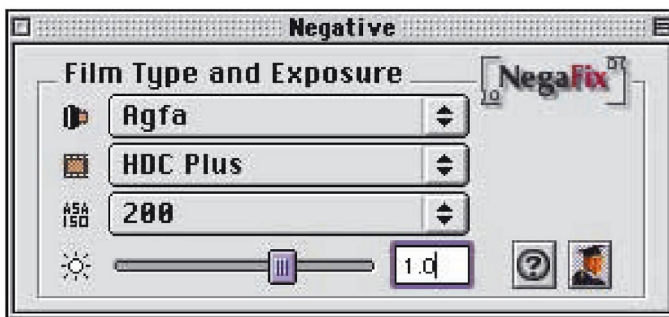 Negative
Film Type and Exposure
NegaFix
Agfa
HDC Plus
ASA
ISO
200
1.0
?